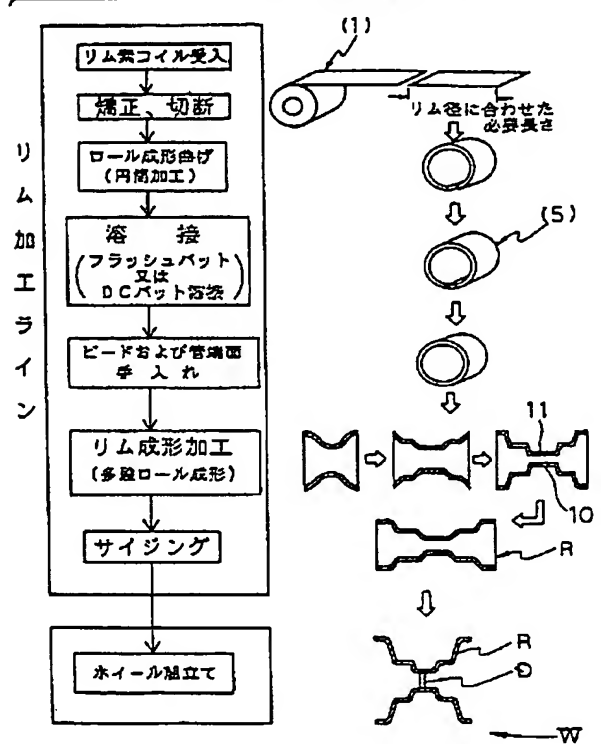 リム加工ライン
リム素コイル受入
矯正、切断
ロール成形曲げ
(円筒加工)
溶 接
(フラッシュバット
又は
DCバット溶接)
ビードおよび管端面
手 入 れ
リム成形加工
(多段ロール成形)
サイジング
ホイール組立て
(1)
リム径に合わせた
必要長さ
(5)
11
10
R
R
D
W